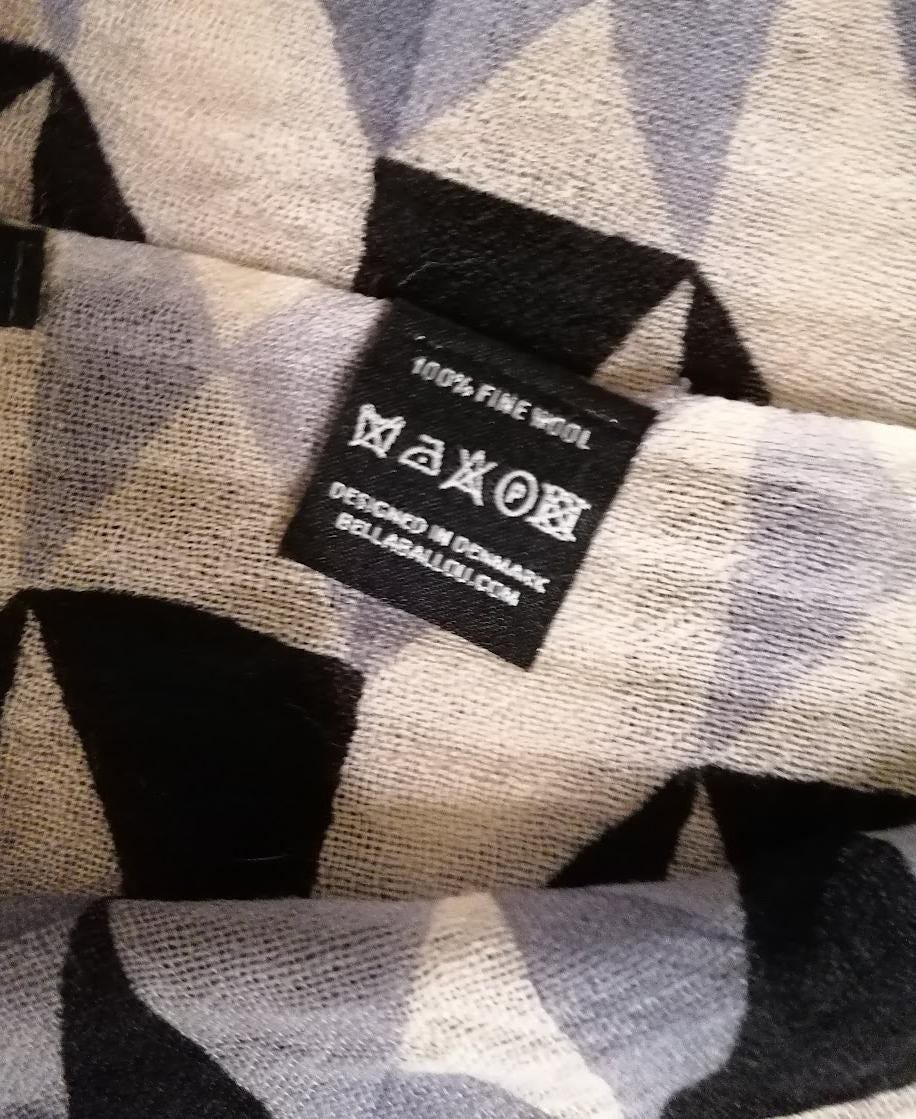 100% FINE WOOL
P
DESIGNED IN DENMARK
BELLABALLOU.COM